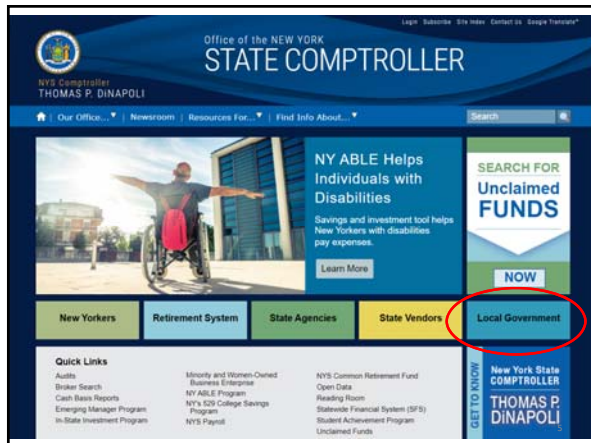 Login Subscribe Site Index Contact Us Google Translate*
Office of the NEW YORK
STATE COMPTROLLER
NYS Comptroller
THOMAS P. DiNAPOLI
Our Office...▼ | Newsroom | Resources For...▼ | Find Info About...▼
Search
NY ABLE Helps
Individuals with
Disabilities
Savings and investment tool helps
New Yorkers with disabilities
pay expenses.
Learn More
SEARCH FOR
Unclaimed
FUNDS
NOW
New Yorkers
Retirement System
State Agencies
State Vendors
Local Government
Quick Links
Audits
Broker Search
Cash Basis Reports
Emerging Manager Program
In-State Investment Program
Minority and Women-Owned
Business Enterprise
NY ABLE Program
NY's 529 College Savings
Program
NYS Payroll
NYS Common Retirement Fund
Open Data
Reading Room
Statewide Financial System (SFS)
Student Achievement Program
Unclaimed Funds
GET TO KNOW
New York State
COMPTROLLER
THOMAS P.
DiNAPOLI
5